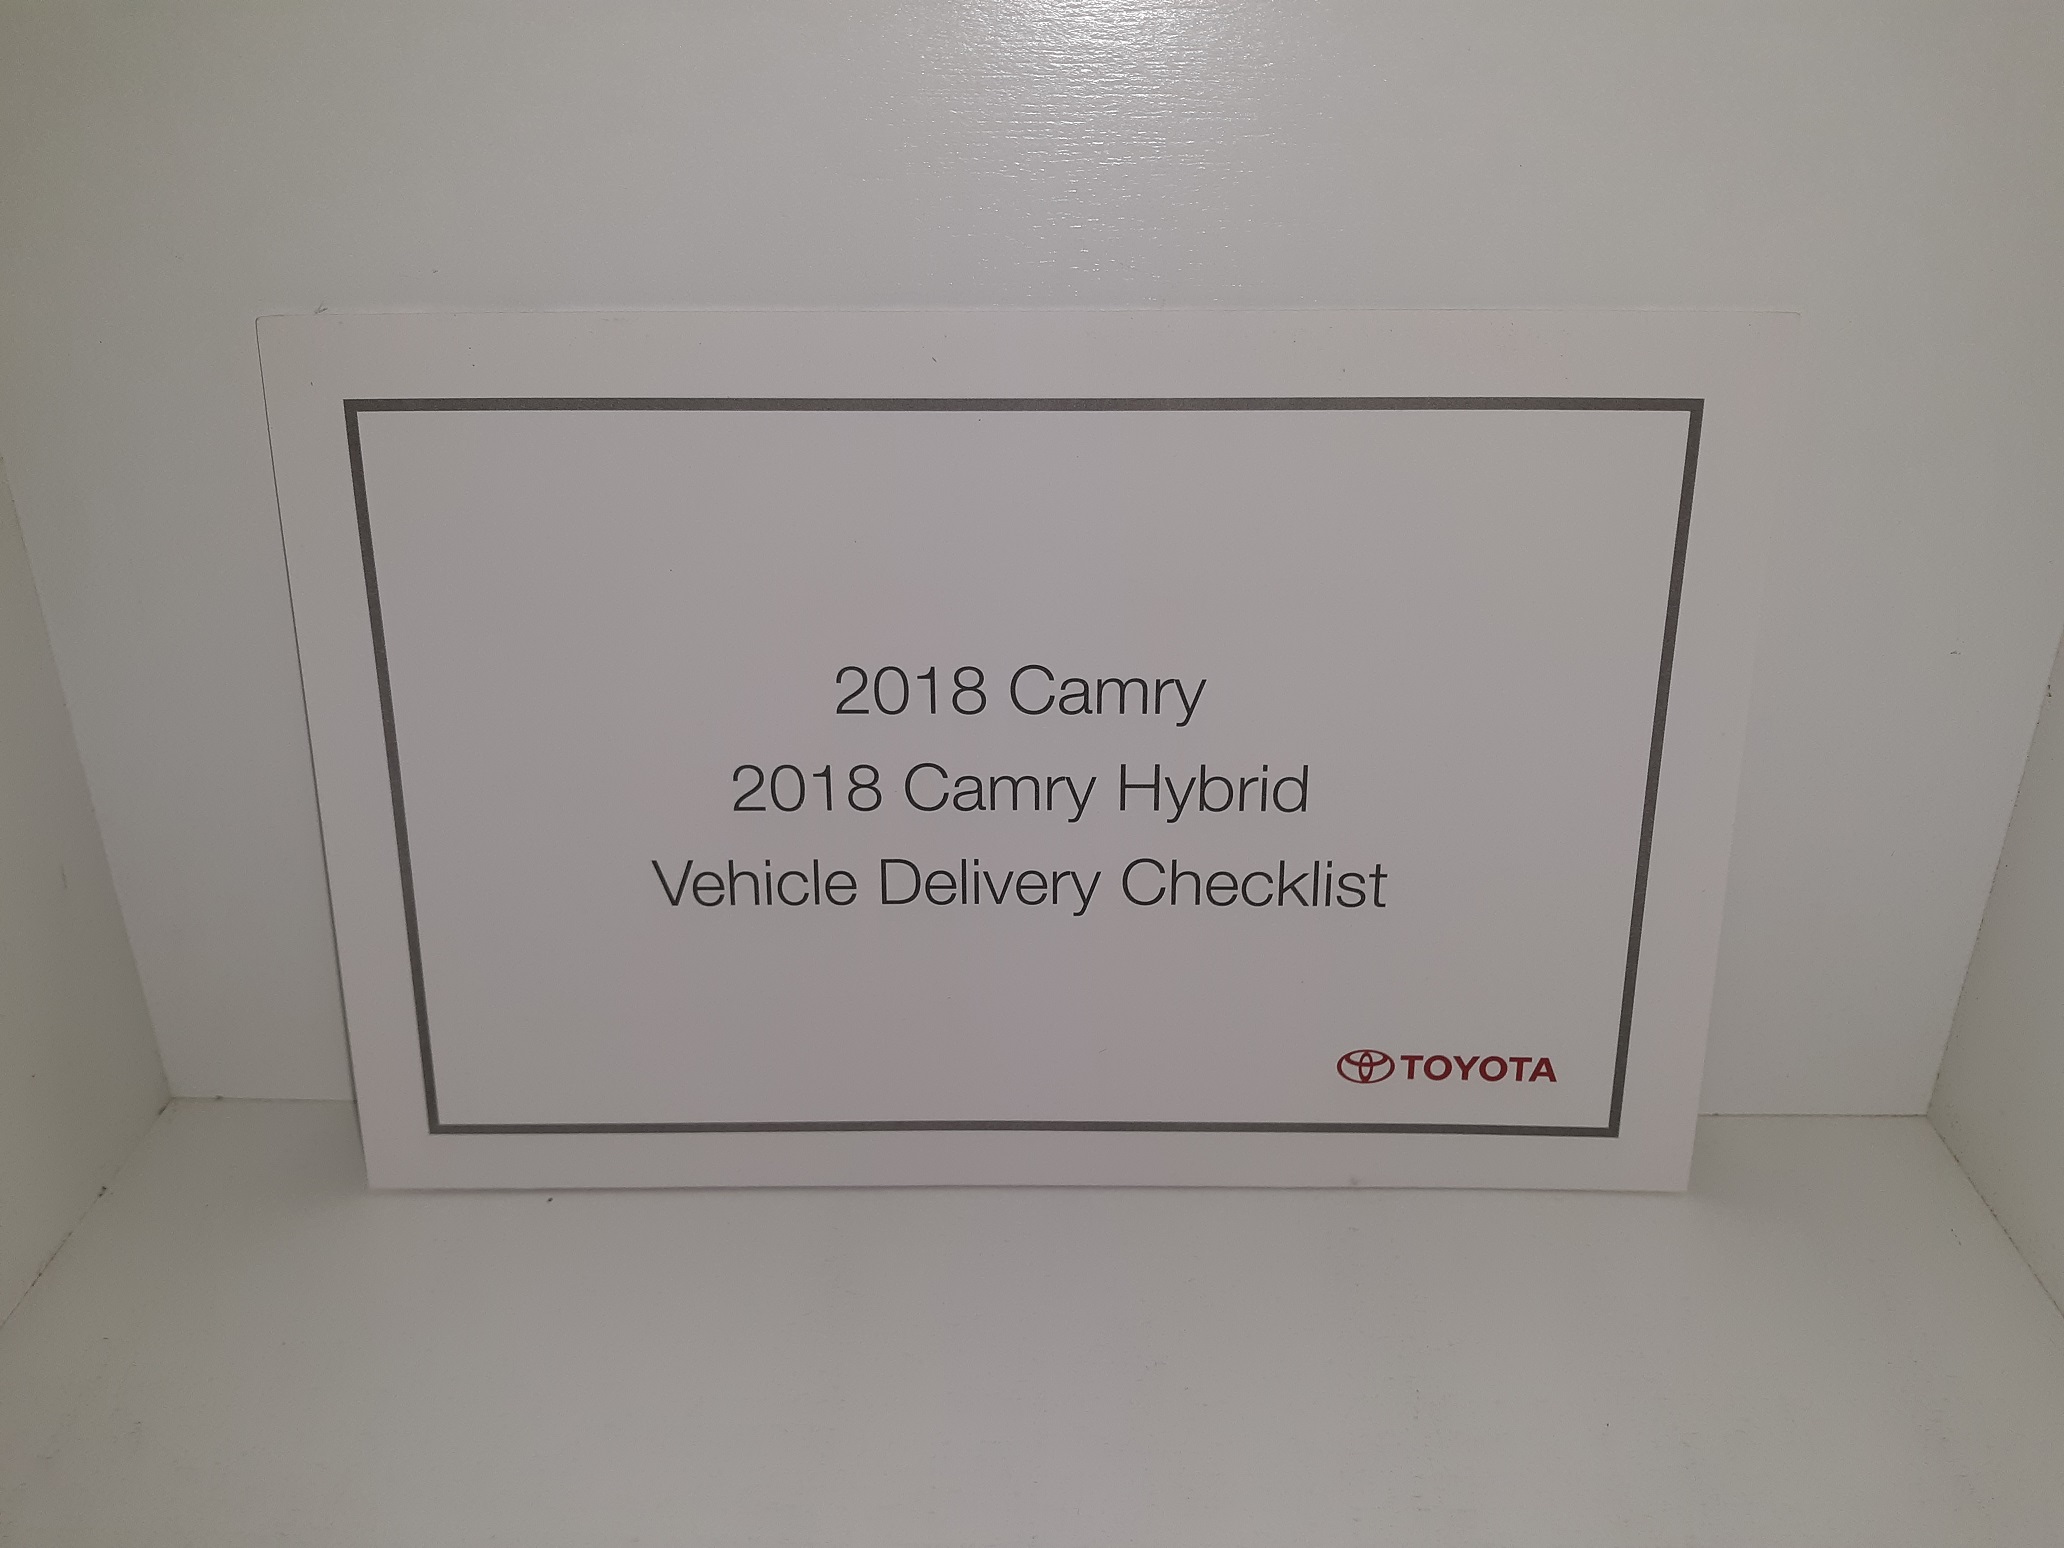 2018 Camry
2018 Camry Hybrid
Vehicle Delivery Checklist
TOYOTA